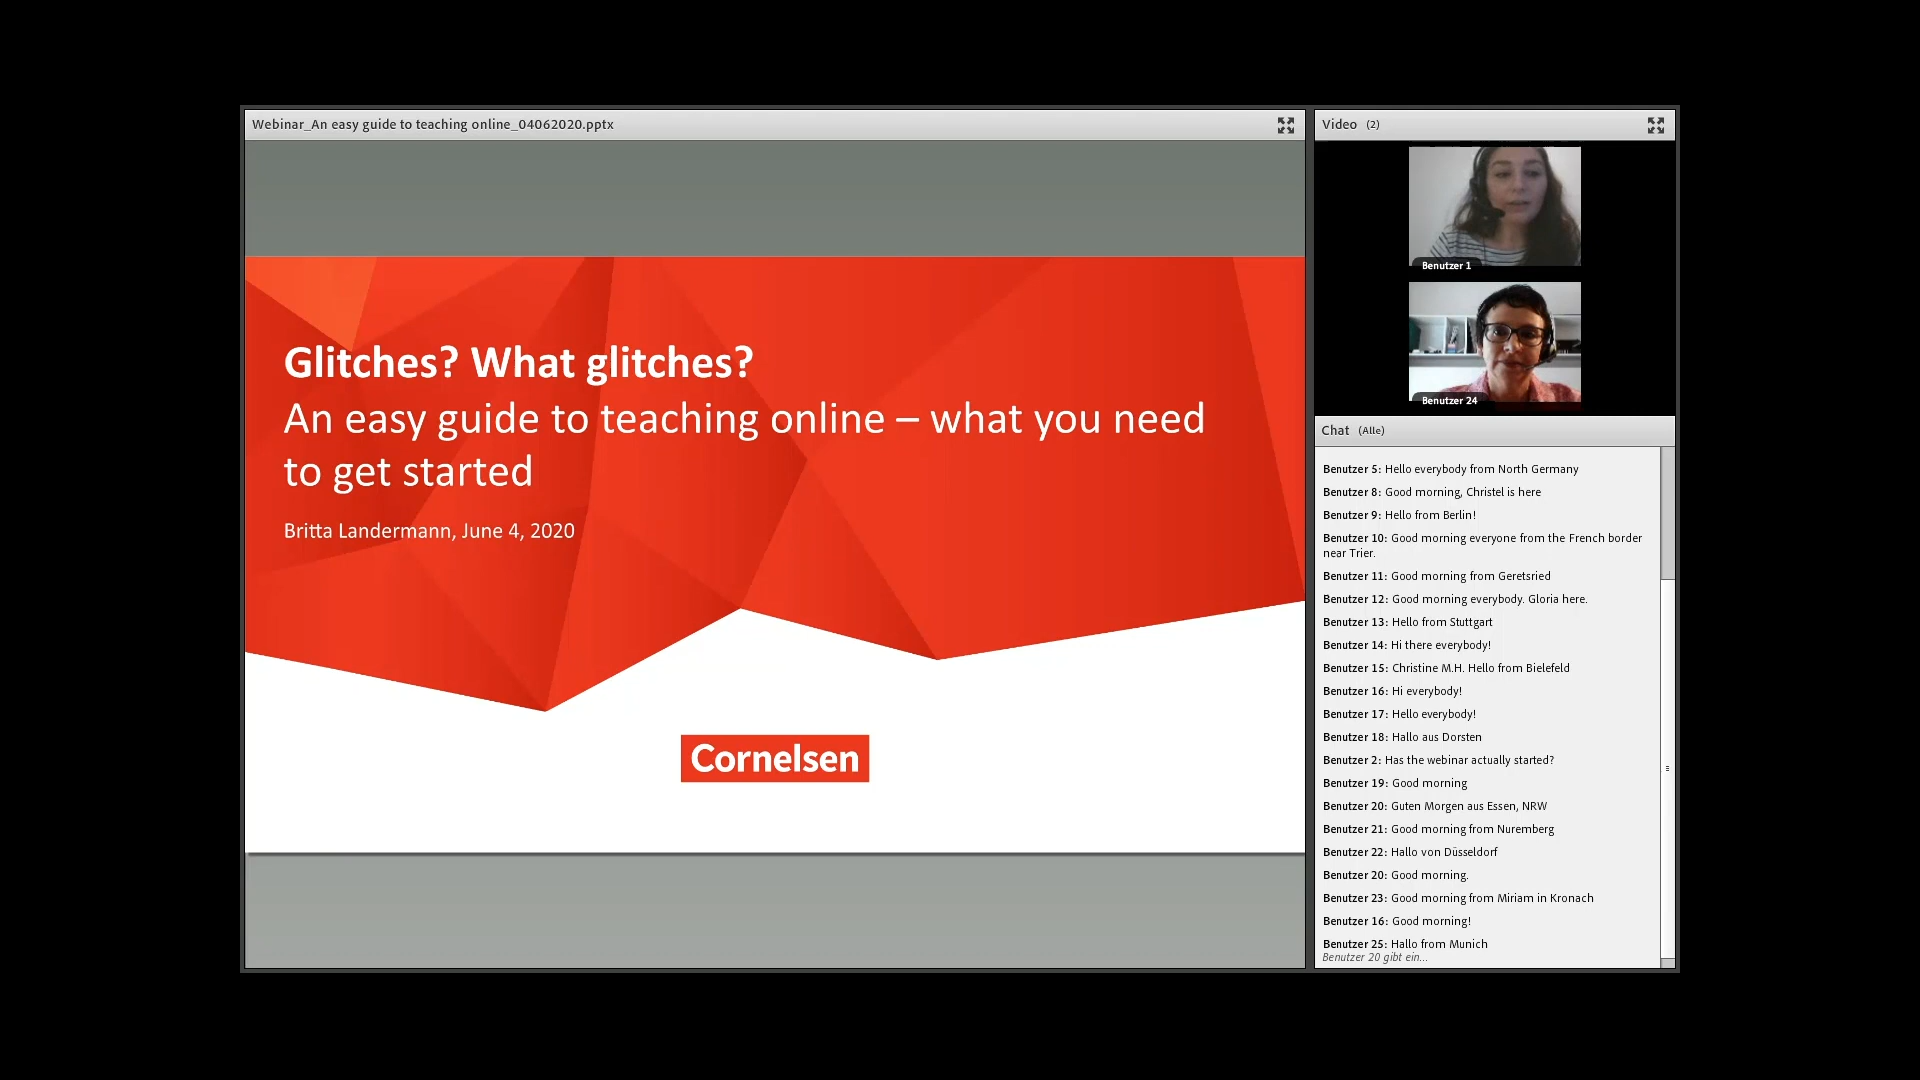 Webinar_An easy guide to teaching online_04062020.pptx
Glitches? What glitches?
An easy guide to teaching online – what you need
to get started
Britta Landermann, June 4, 2020
Cornelsen
Video (2)
Benutzer 1
Benutzer 24
Chat (Alle)
Benutzer 5: Hello everybody from North Germany
Benutzer 8: Good morning, Christel is here
Benutzer 9: Hello from Berlin!
Benutzer 10: Good morning everyone from the French border
near Trier.
Benutzer 11: Good morning from Geretsried
Benutzer 12: Good morning everybody. Gloria here.
Benutzer 13: Hello from Stuttgart
Benutzer 14: Hi there everybody!
Benutzer 15: Christine M.H. Hello from Bielefeld
Benutzer 16: Hi everybody!
Benutzer 17: Hello everybody!
Benutzer 18: Hallo aus Dorsten
Benutzer 2: Has the webinar actually started?
Benutzer 19: Good morning
Benutzer 20: Guten Morgen aus Essen, NRW
Benutzer 21: Good morning from Nuremberg
Benutzer 22: Hallo von Düsseldorf
Benutzer 20: Good morning.
Benutzer 23: Good morning from Miriam in Kronach
Benutzer 16: Good morning!
Benutzer 25: Hallo from Munich
Benutzer 20 gibt ein...